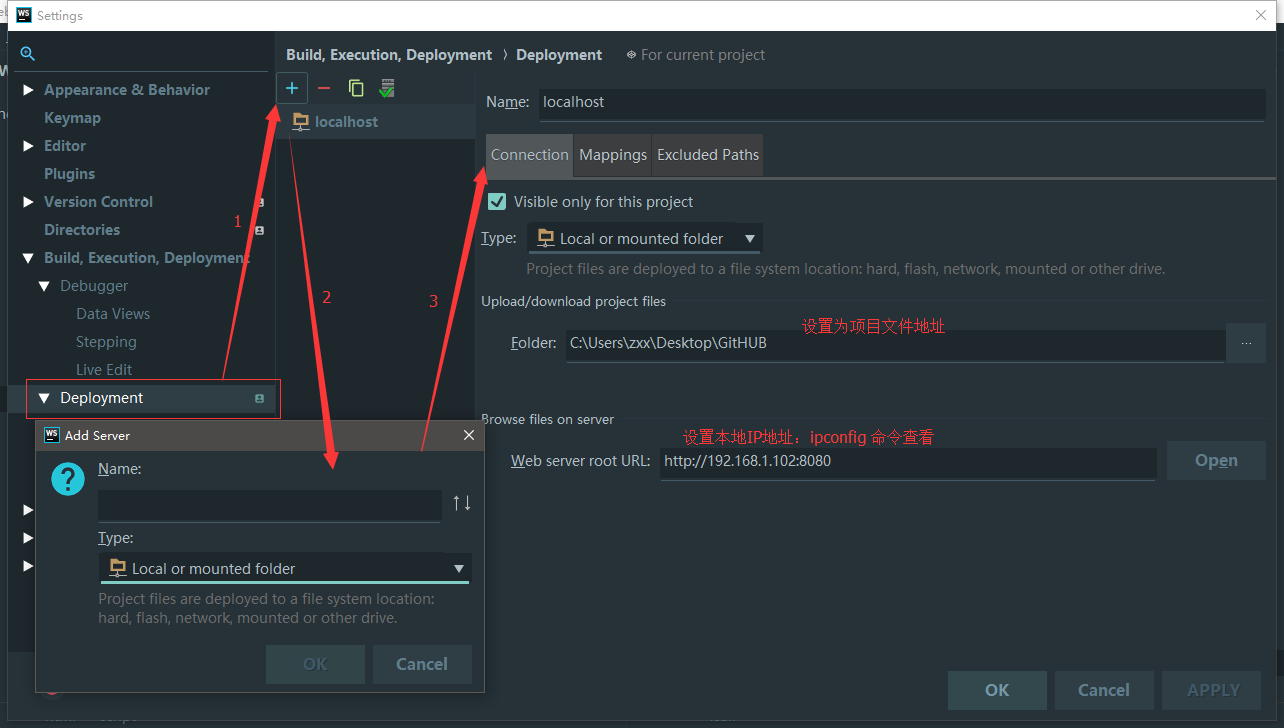 WS Settings
Build, Execution, Deployment › Deployment For current project
Appearance & Behavior
Keymap
Editor
Plugins
Version Control
Directories
Build, Execution, Deployment
Debugger
Data Views
Stepping
Live Edit
Deployment
localhost
1
2
3
Name: localhost
Connection Mappings Excluded Paths
Visible only for this project
Type: Local or mounted folder
Project files are deployed to a file system location: hard, flash, network, mounted or other drive.
Upload/download project files
设置为项目文件地址
Folder: C:\Users\zxx\Desktop\GitHUB ...
Browse files on server
设置本地IP地址：ipconfig 命令查看
Web server root URL: http://192.168.1.102:8080 Open
WS Add Server
?
Name:
Type:
Local or mounted folder
Project files are deployed to a file system location:
hard, flash, network, mounted or other drive.
OK Cancel
OK Cancel APPLY